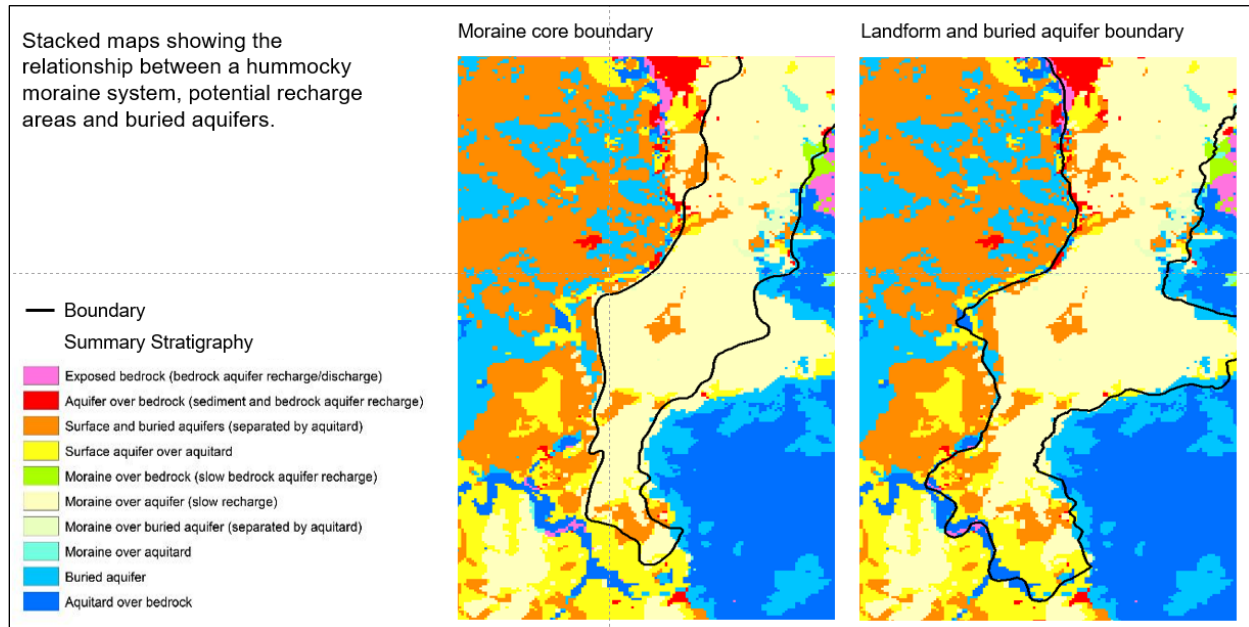 Stacked maps showing the
relationship between a hummocky
moraine system, potential recharge
areas and buried aquifers.
Moraine core boundary
Landform and buried aquifer boundary
Boundary
Summary Stratigraphy
Exposed bedrock (bedrock aquifer recharge/discharge)
Aquifer over bedrock (sediment and bedrock aquifer recharge)
Surface and buried aquifers (separated by aquitard)
Surface aquifer over aquitard
Moraine over bedrock (slow bedrock aquifer recharge)
Moraine over aquifer (slow recharge)
Moraine over buried aquifer (separated by aquitard)
Moraine over aquitard
Buried aquifer
Aquitard over bedrock